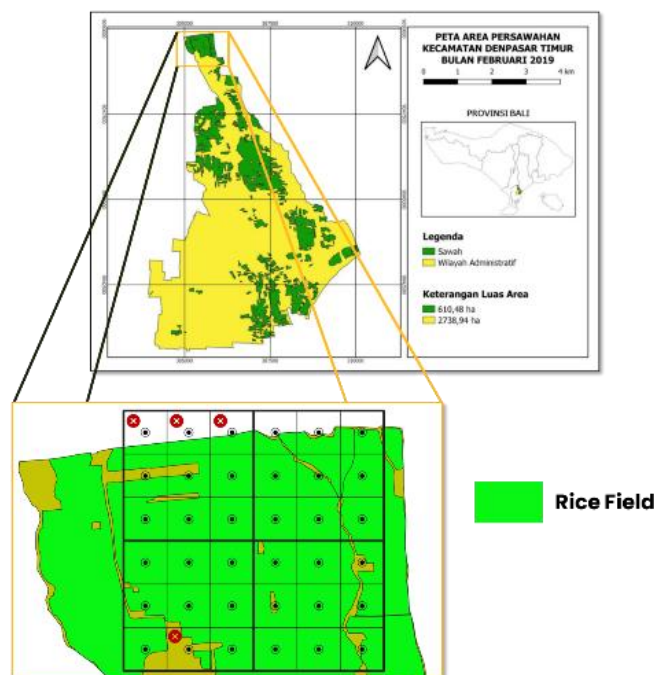 PETA AREA PERSAWAHAN
KECAMATAN DENPASAR TIMUR
BULAN FEBRUARI 2019
0 1 2 3 4 km
PROVINSI BALI
Legenda
Sawah
Wilayah Administratif
Keterangan Luas Area
610,48 ha
2738,94 ha
Rice Field